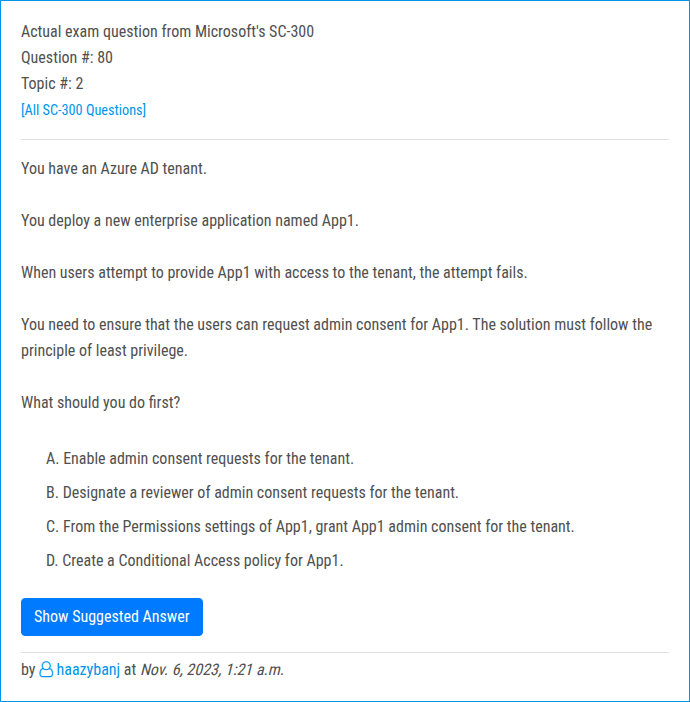 Actual exam question from Microsoft's SC-300
Question #: 80
Topic #: 2
[All SC-300 Questions]
You have an Azure AD tenant.
You deploy a new enterprise application named App1.
When users attempt to provide App1 with access to the tenant, the attempt fails.
You need to ensure that the users can request admin consent for App1. The solution must follow the
principle of least privilege.
What should you do first?
A. Enable admin consent requests for the tenant.
B. Designate a reviewer of admin consent requests for the tenant.
C. From the Permissions settings of App1, grant App1 admin consent for the tenant.
D. Create a Conditional Access policy for App1.
Show Suggested Answer
by haazybanj at Nov. 6, 2023, 1:21 a.m.